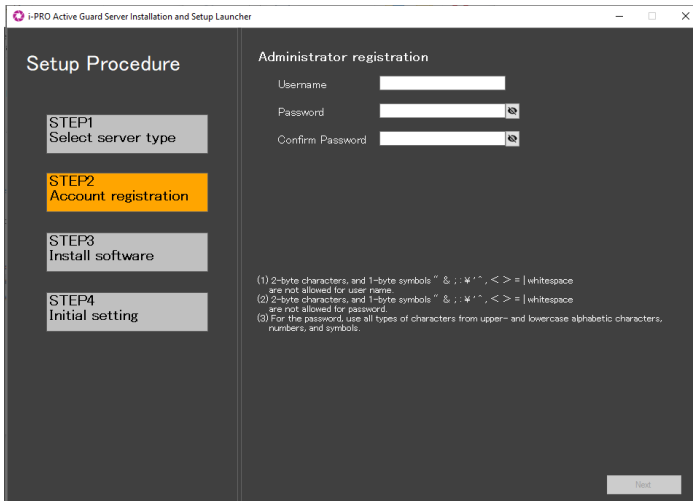 i-PRO Active Guard Server Installation and Setup Launcher
Setup Procedure
STEP1
Select server type
STEP2
Account registration
STEP3
Install software
STEP4
Initial setting
Administrator registration
Username
Password
Confirm Password
(1) 2-byte characters, and 1-byte symbols ” & ; : ¥ ‘ ^ , < > = | whitespace
are not allowed for user name.
(2) 2-byte characters, and 1-byte symbols ” & ; : ¥ ‘ ^ , < > = | whitespace
are not allowed for password.
(3) For the password, use all types of characters from upper- and lowercase alphabetic characters,
numbers, and symbols.
Next